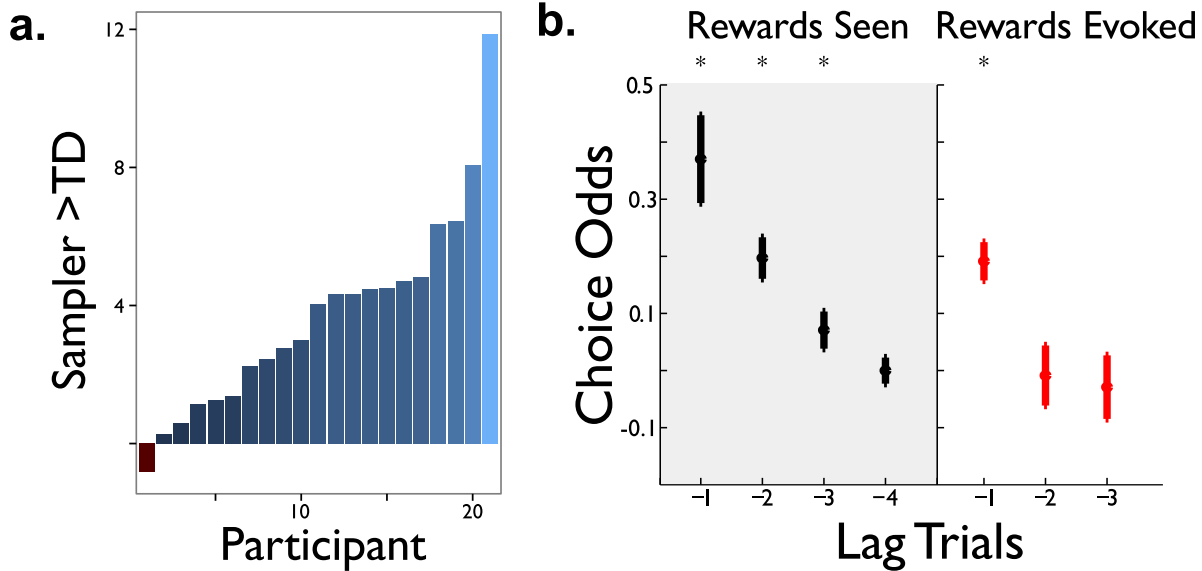 a.
12
8
4
Sampler >TD
10
20
Participant
b.
Rewards Seen
Rewards Evoked
* * *
*
0.5
0.3
0.1
-0.1
Choice Odds
−1 −2 −3 −4
−1 −2 −3
Lag Trials